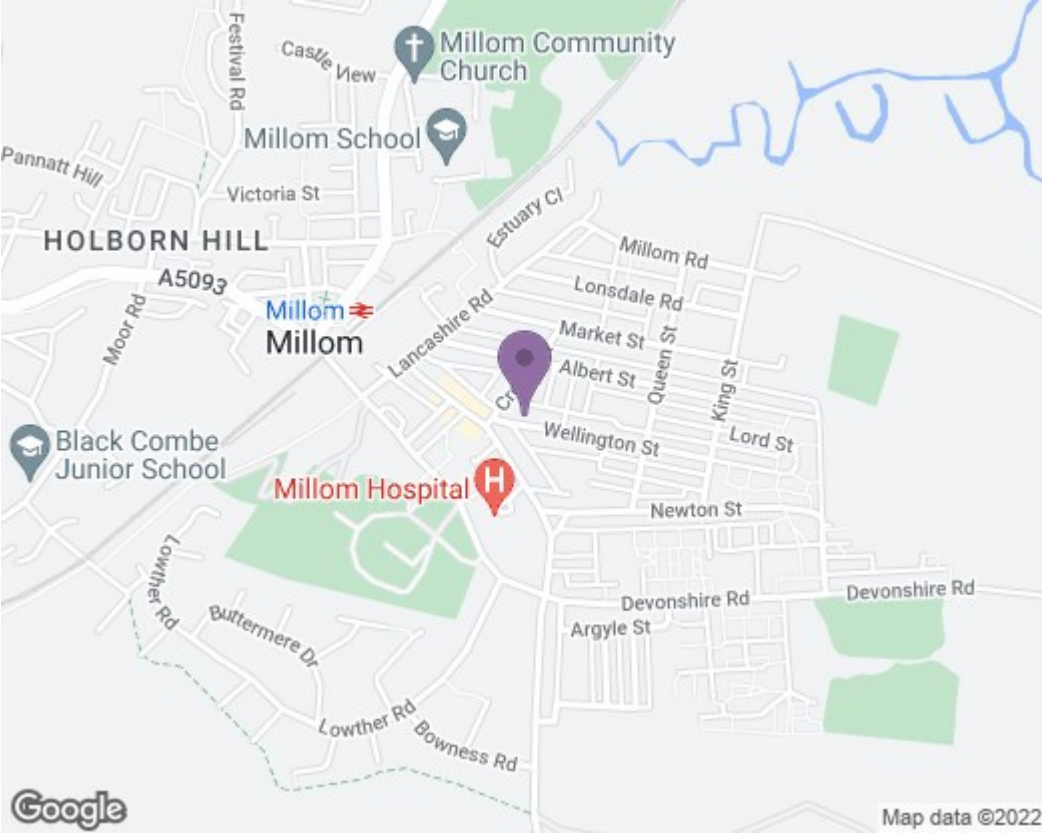 Festival Rd
Castle View
Millom Community
Church
Millom School
Pannatt Hill
Victoria St
Estuary Cl
HOLBORN HILL
Millom Rd
A5093
Lonsdale Rd
Millom
Millom
Moor Rd
Lancashire Rd
Market St
Albert St
Queen St
King St
Black Combe
Junior School
Wellington St
Lord St
Millom Hospital
H
Newton St
Lowther Rd
Devonshire Rd
Devonshire Rd
Buttermere Dr
Argyle St
Lowther Rd
Bowness Rd
Google
Map data ©2022